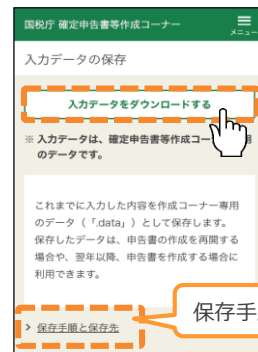 国税庁 確定申告書等作成コーナー
メニュー
入力データの保存
入力データをダウンロードする
※ 入力データは、確定申告書等作成コー
のデータです。
これまでに入力した内容を作成コーナー専用
のデータ(「.data」)として保存します。
保存したデータは、申告書の作成を再開する
場合や、翌年以降、申告書を作成する場合に
利用できます。
> 保存手順と保存先
保存手